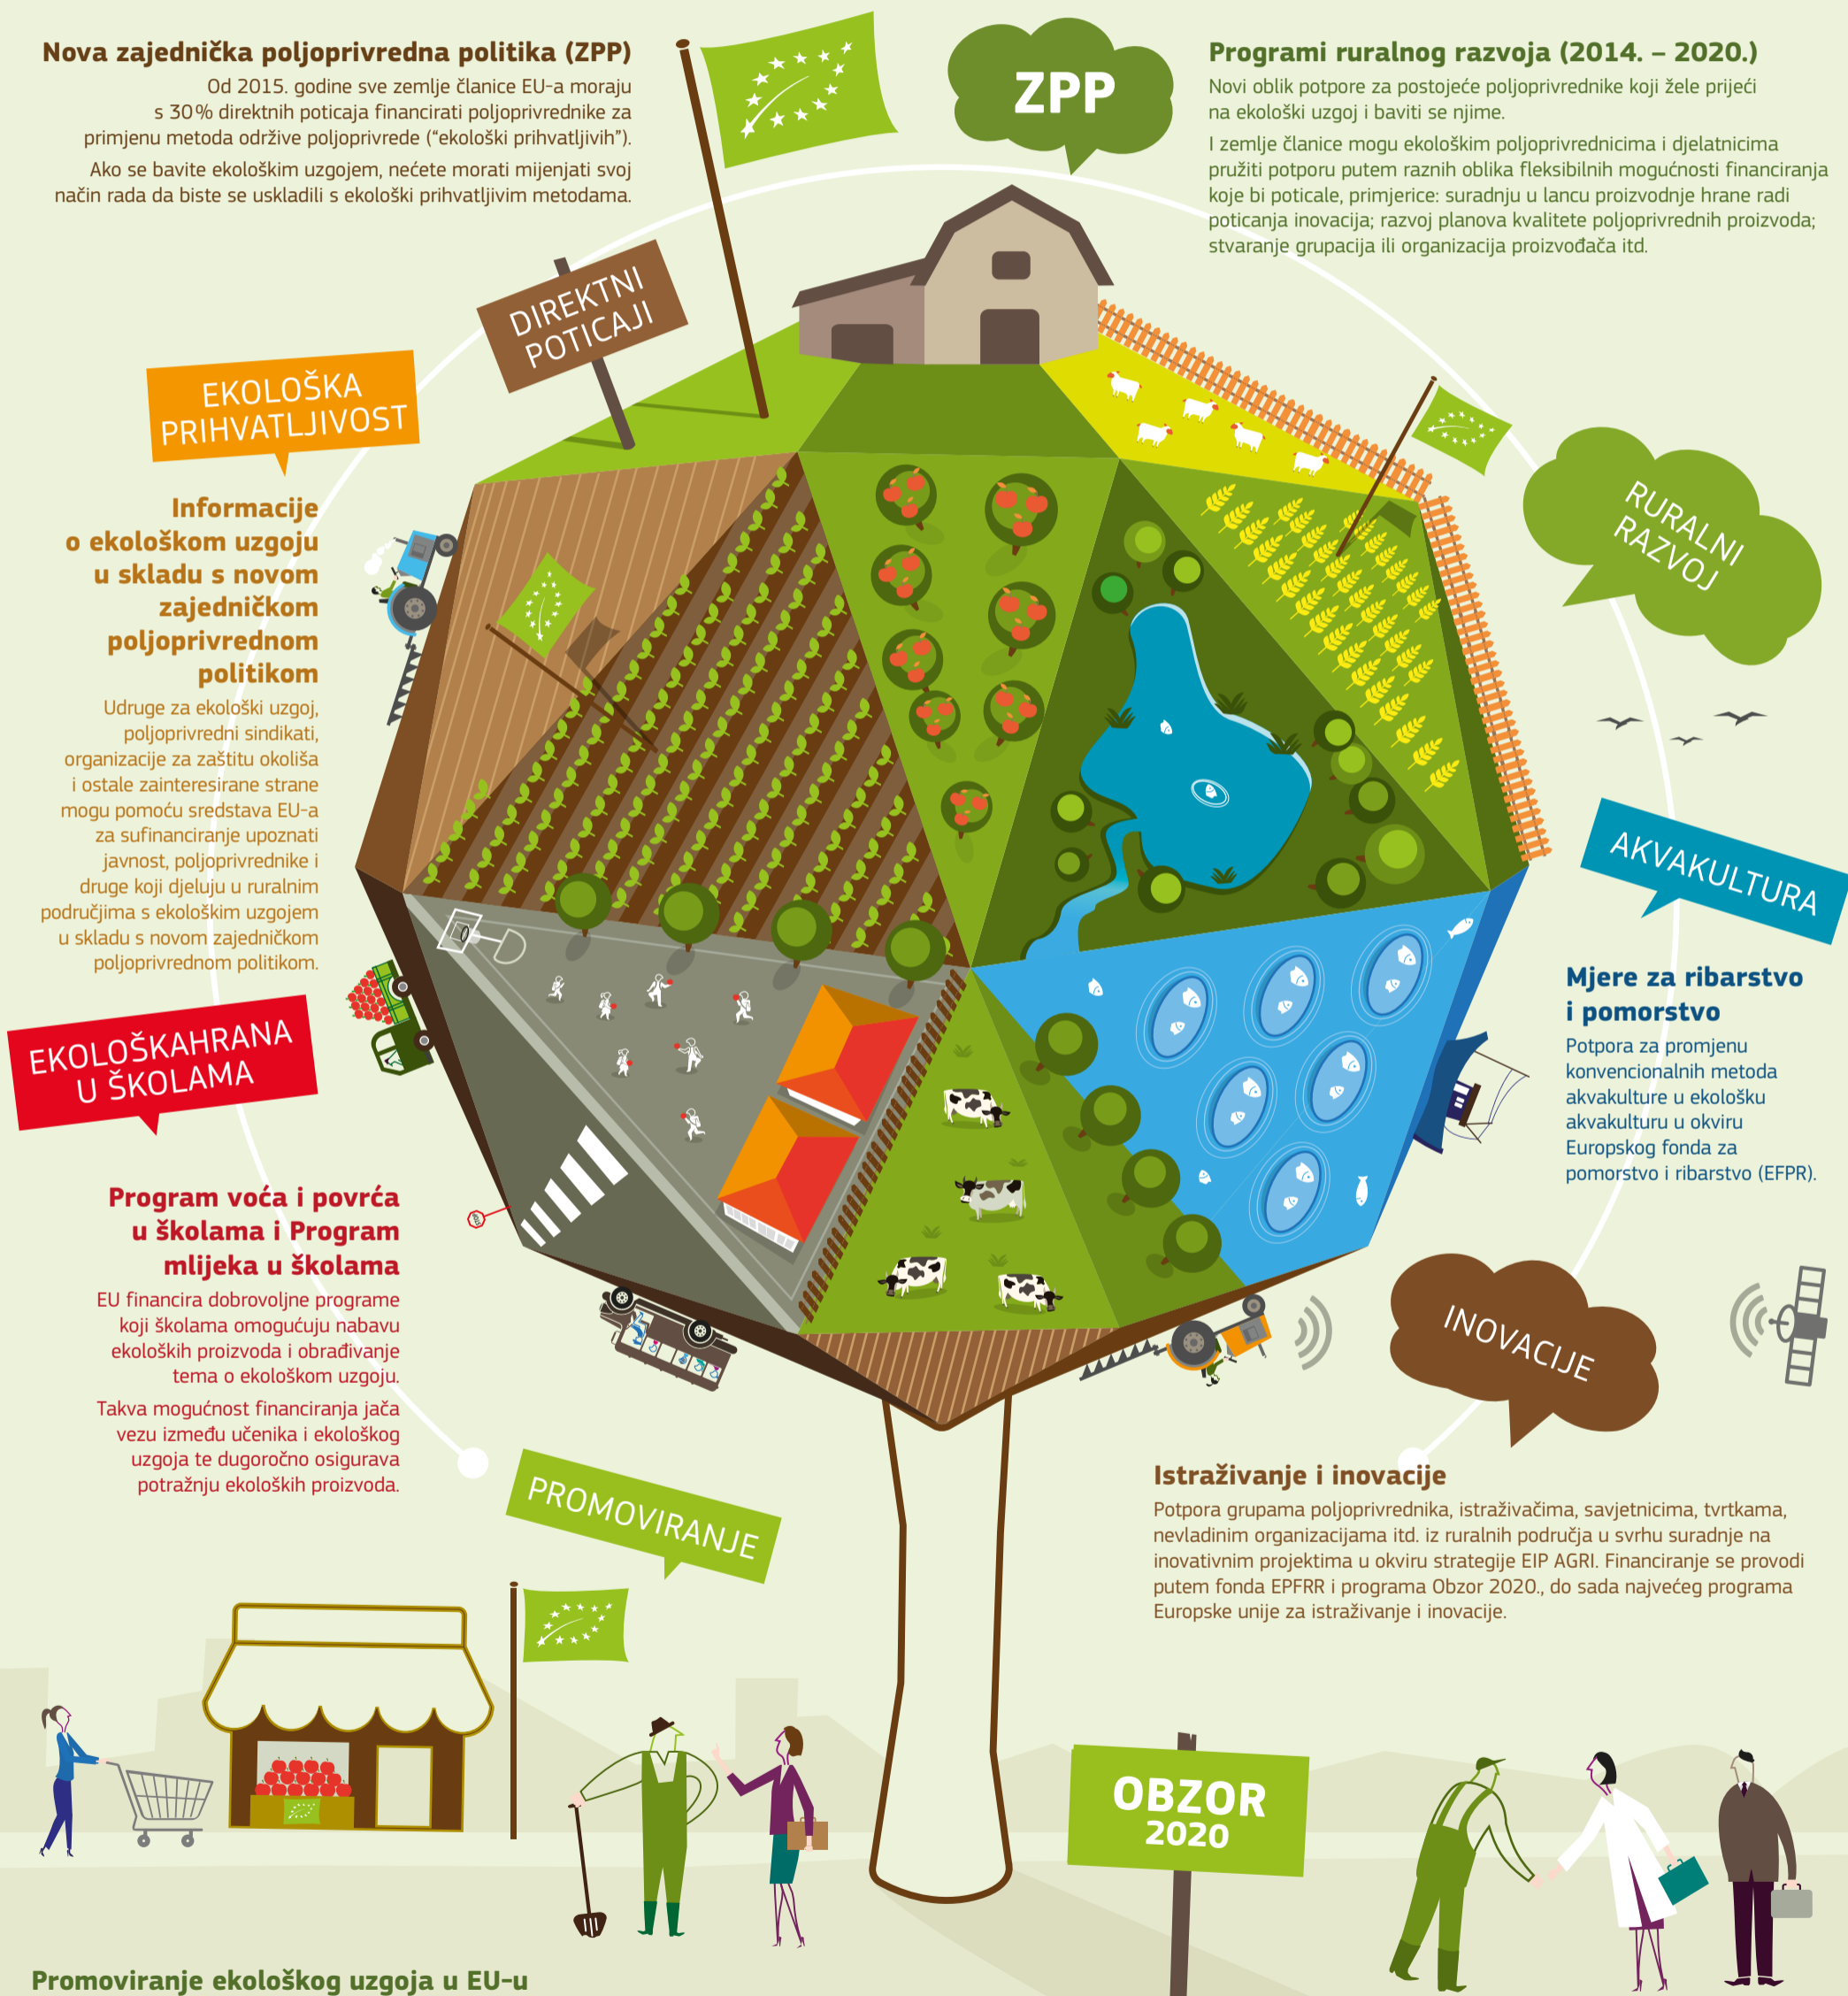 Nova zajednička poljoprivredna politika (ZPP)
Od 2015. godine sve zemlje članice EU-a moraju
s 30% direktnih poticaja financirati poljoprivrednike za
primjenu metoda održive poljoprivrede (“ekološki prihvatljivih”).
Ako se bavite ekološkim uzgojem, nećete morati mijenjati svoj
način rada da biste se uskladili s ekološki prihvatljivim metodama.
ZPP
Programi ruralnog razvoja (2014. – 2020.)
Novi oblik potpore za postojeće poljoprivrednike koji žele prijeći
na ekološki uzgoj i baviti se njime.
I zemlje članice mogu ekološkim poljoprivrednicima i djelatnicima
pružiti potporu putem raznih oblika fleksibilnih mogućnosti financiranja
koje bi poticale, primjerice: suradnju u lancu proizvodnje hrane radi
poticanja inovacija; razvoj planova kvalitete poljoprivrednih proizvoda;
stvaranje grupacija ili organizacija proizvođača itd.
DIREKTNI
POTICAJI
EKOLOŠKA
PRIHVATLJIVOST
Informacije
o ekološkom uzgoju
u skladu s novom
zajedničkom
poljoprivrednom
politikom
Udruge za ekološki uzgoj,
poljoprivredni sindikati,
organizacije za zaštitu okoliša
i ostale zainteresirane strane
mogu pomoću sredstava EU-a
za sufinanciranje upoznati
javnost, poljoprivrednike i
druge koji djeluju u ruralnim
područjima s ekološkim uzgojem
u skladu s novom zajedničkom
poljoprivrednom politikom.
RURALNI
RAZVOJ
AKVAKULTURA
Mjere za ribarstvo
i pomorstvo
Potpora za promjenu
konvencionalnih metoda
akvakulture u ekološku
akvakulturu u okviru
Europskog fonda za
pomorstvo i ribarstvo (EFPR).
EKOLOŠKAHRANA
U ŠKOLAMA
Program voća i povrća
u školama i Program
mlijeka u školama
EU financira dobrovoljne programe
koji školama omogućuju nabavu
ekoloških proizvoda i obrađivanje
tema o ekološkom uzgoju.
Takva mogućnost financiranja jača
vezu između učenika i ekološkog
uzgoja te dugoročno osigurava
potražnju ekoloških proizvoda.
INOVACIJE
Istraživanje i inovacije
Potpora grupama poljoprivrednika, istraživačima, savjetnicima, tvrtkama,
nevladinim organizacijama itd. iz ruralnih područja u svrhu suradnje na
inovativnim projektima u okviru strategije EIP AGRI. Financiranje se provodi
putem fonda EPFRR i programa Obzor 2020., do sada najvećeg programa
Europske unije za istraživanje i inovacije.
PROMOVIRANJE
OBZOR
2020
Promoviranje ekološkog uzgoja u EU-u